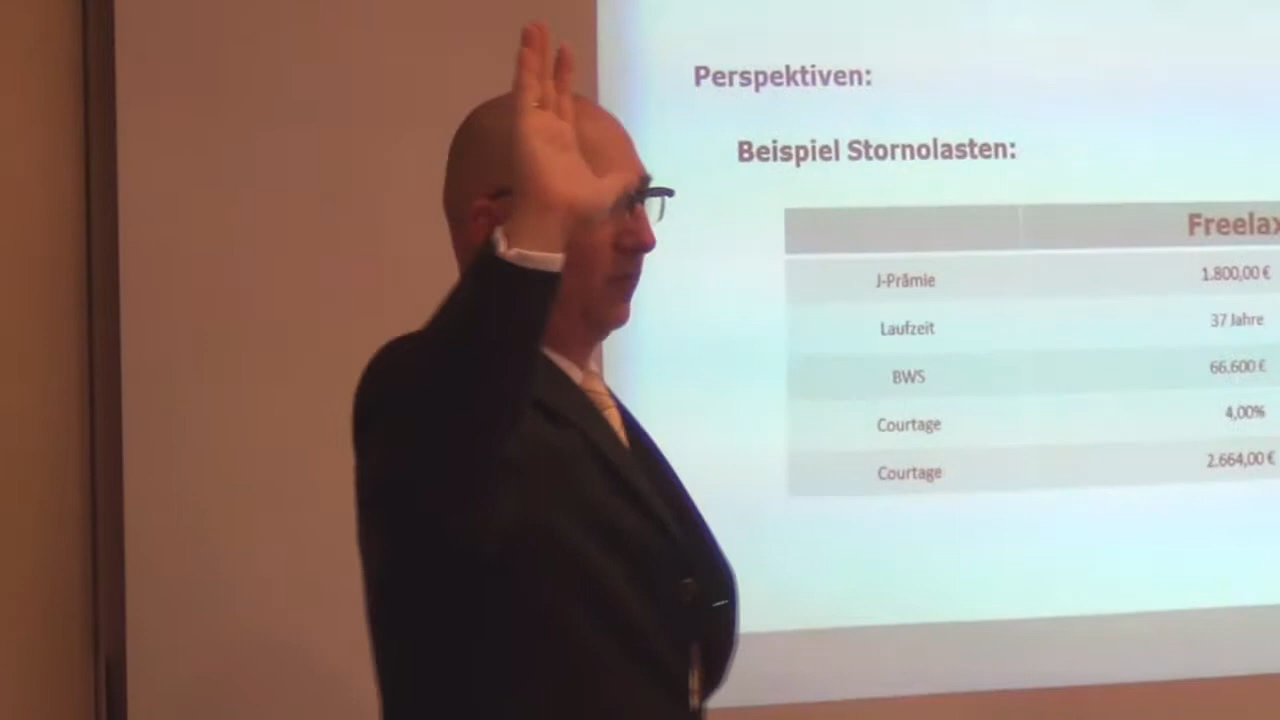 Perspektiven:
Beispiel Stornolasten:
Freelax
J-Prämie 1.800,00 €
Laufzeit 37 Jahre
BWS 66.600 €
Courtage 4,00%
Courtage 2.664,00 €